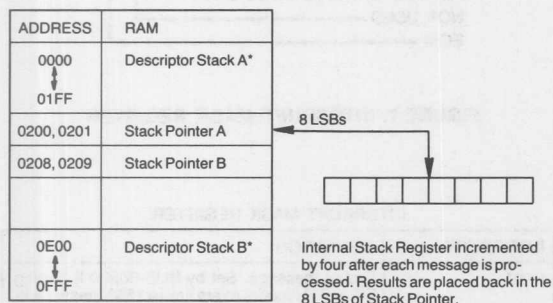 ADDRESS RAM
0000 Descriptor Stack A*
01FF
0200, 0201 Stack Pointer A
8 LSBs
0208, 0209 Stack Pointer B
0E00 Descriptor Stack B*
0FFF
Internal Stack Register incremented
by four after each message is pro-
cessed. Results are placed back in the
8 LSBs of Stack Pointer.